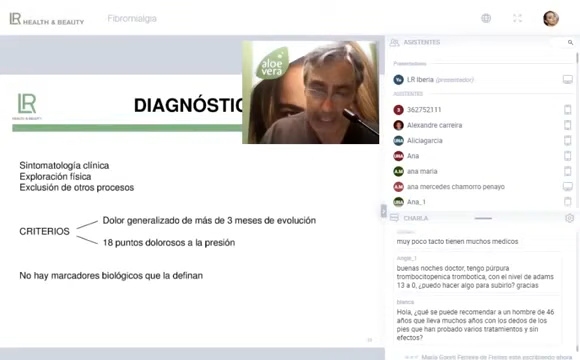 LR HEALTH & BEAUTY
Fibromialgia
LR
HEALTH & BEAUTY
DIAGNÓSTIC
aloe
vera
Sintomatología clínica
Exploración física
Exclusión de otros procesos
CRITERIOS
Dolor generalizado de más de 3 meses de evolución
18 puntos dolorosos a la presión
No hay marcadores biológicos que la definan
ASISTENTES
LR Iberia (presentador)
ASISTENTES
3
362752111
Alexandre carreira
Aliciagarcia
Ana
A.M
ana maria
ana mercedes chamorro penayo
Ana_1
CHARLA
muy poco tacto tienen muchos medicos
Angie_1
buenas noches doctor, tengo púrpura
trombocitopenica trombotica, con el nivel de adams
13 a 0, ¿puedo hacer algo para subirlo? gracias
blanca
Hola, ¿qué se puede recomendar a un hombre de 46
años que lleva muchos años con los dedos de los
pies que han probado varios tratamientos y sin
efectos?